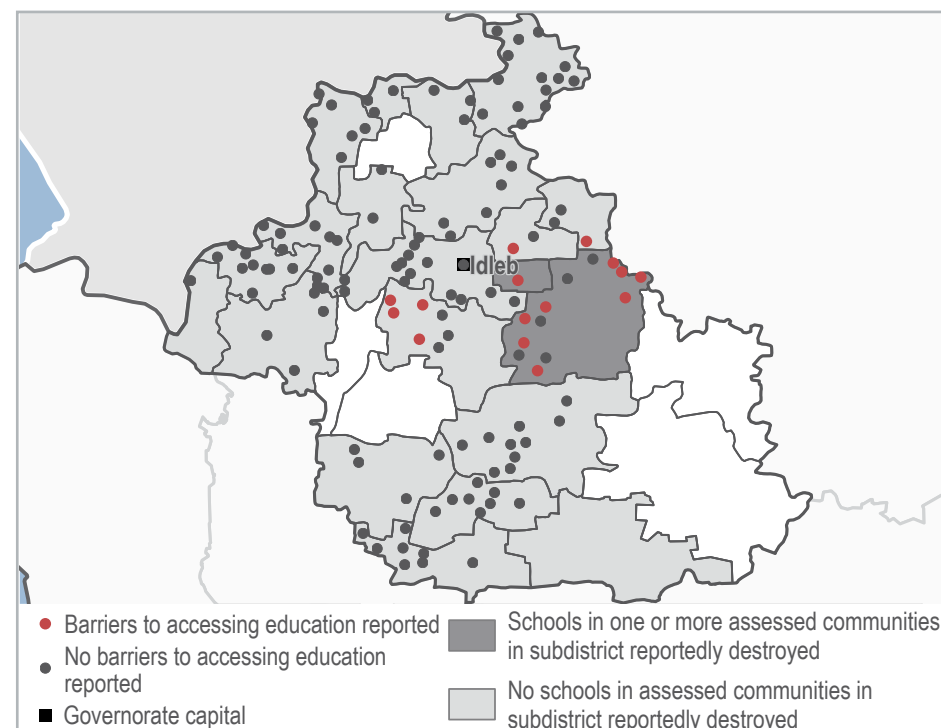 Idleb
Barriers to accessing education reported
No barriers to accessing education
reported
Governorate capital
Schools in one or more assessed communities
in subdistrict reportedly destroyed
No schools in assessed communities in
subdistrict reportedly destroyed